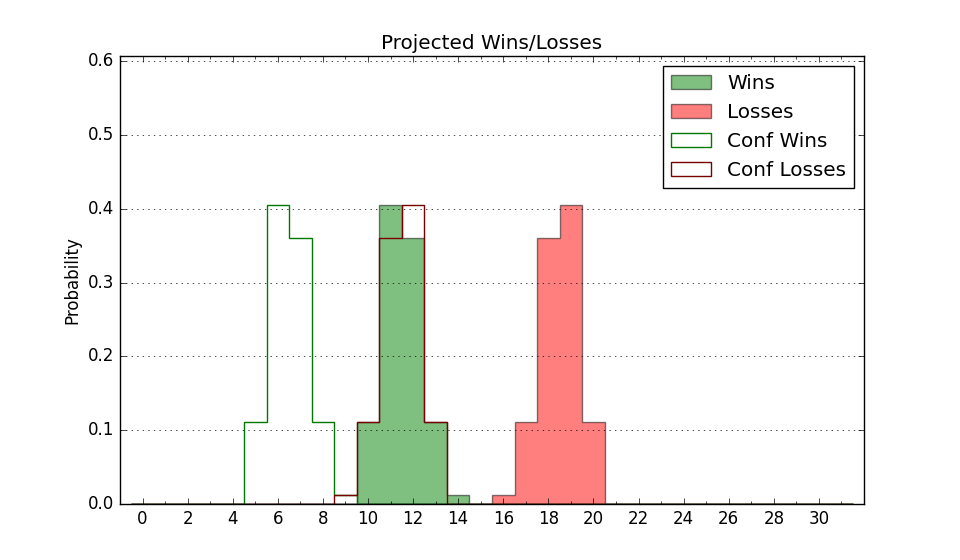 Projected Wins/Losses
0.6
0.5
0.4
0.3
0.2
0.1
0.0
Probability
Wins
Losses
Conf Wins
Conf Losses
0 2 4 6 8 10 12 14 16 18 20 22 24 26 28 30